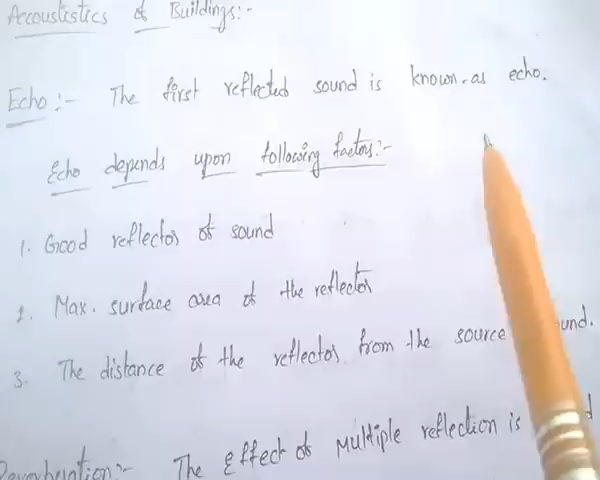 Accoustistics of Buildings:-
Echo:- The first reflected sound is known as echo.
Echo depends upon following factors:-
1. Good reflector of sound
2. Max. surface area of the reflector
3. The distance of the reflector from the source
Reverberation:- The Effect of Multiple reflection is